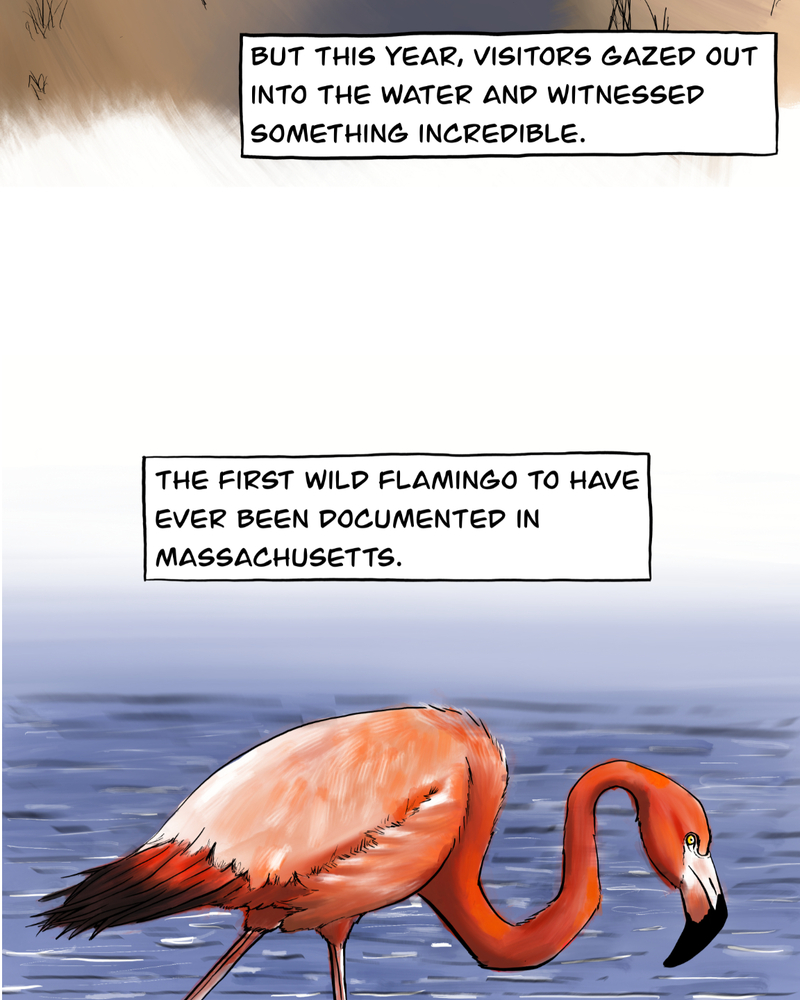 BUT THIS YEAR, VISITORS GAZED OUT
INTO THE WATER AND WITNESSED
SOMETHING INCREDIBLE.
THE FIRST WILD FLAMINGO TO HAVE
EVER BEEN DOCUMENTED IN
MASSACHUSETTS.